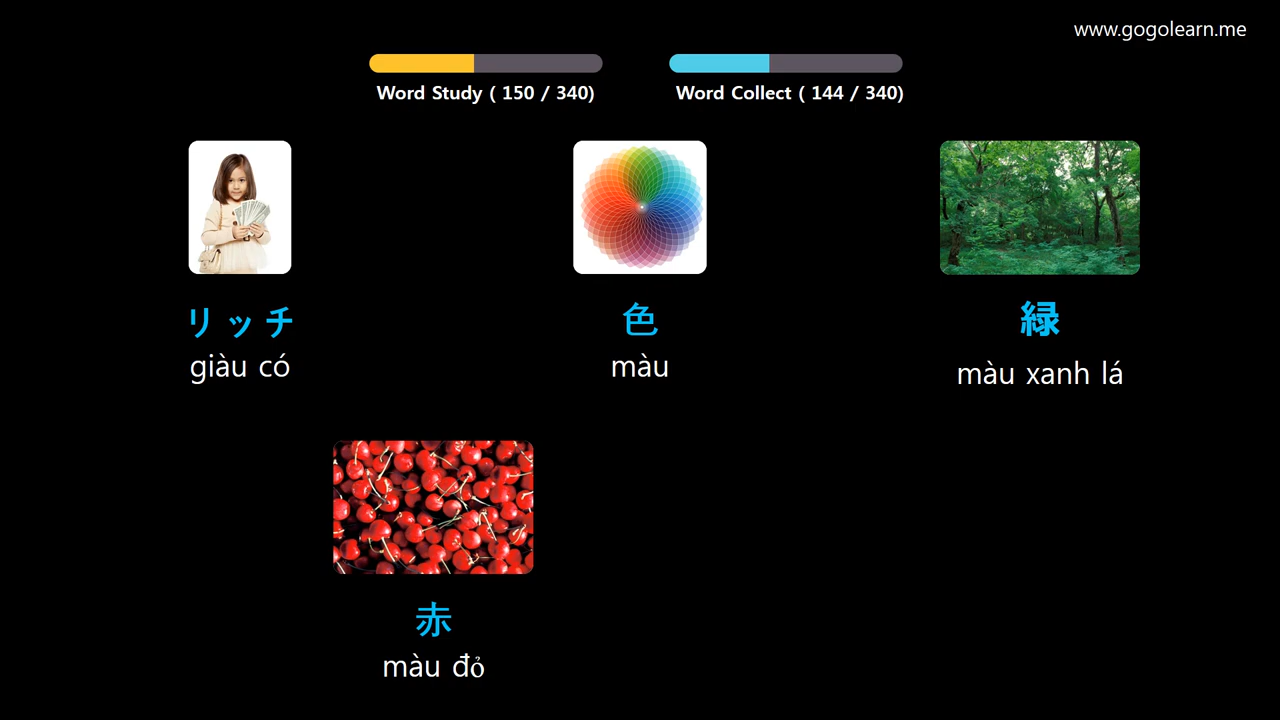 www.gogolearn.me
Word Study ( 150 / 340)
Word Collect ( 144 / 340)
リッチ
giàu có
色
màu
緑
màu xanh lá
赤
màu đỏ